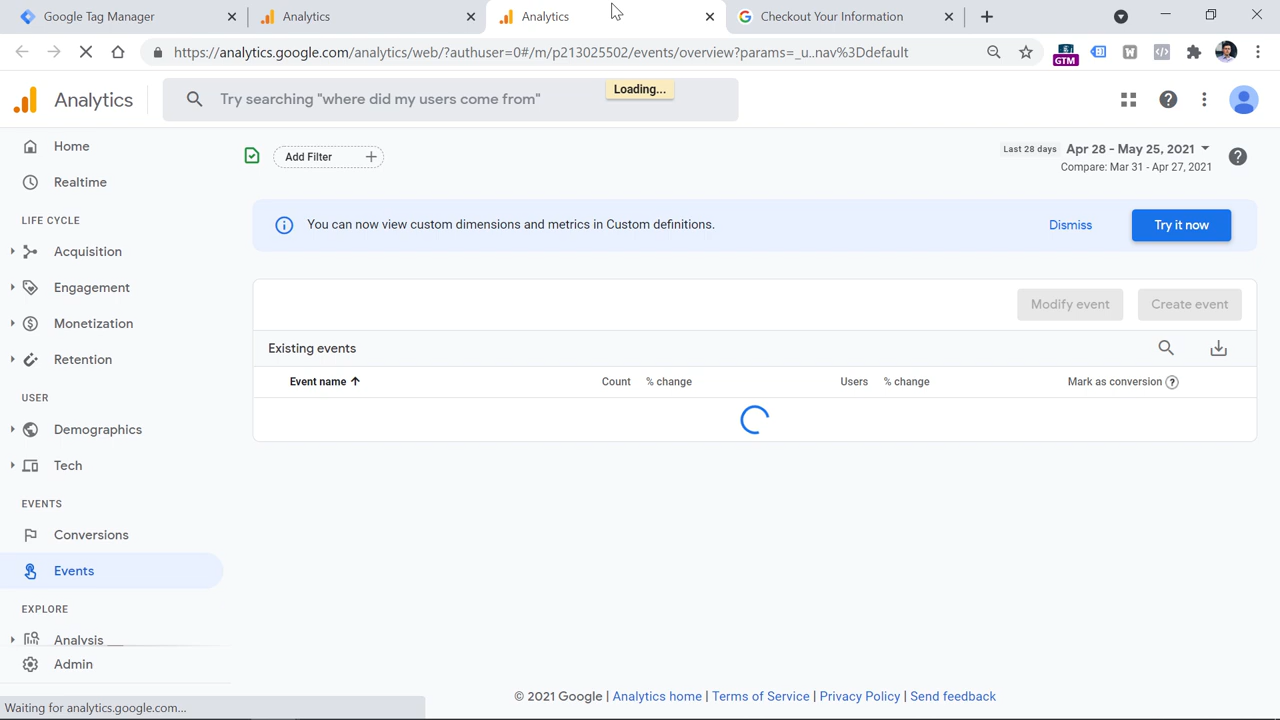 Google Tag Manager
Analytics
Analytics
Checkout Your Information
https://analytics.google.com/analytics/web/?authuser=0#/m/p213025502/events/overview?params=_u..nav%3Ddefault
GTM
Analytics
Try searching "where did my users come from"
Loading...
Home
Realtime
LIFE CYCLE
Acquisition
Engagement
Monetization
Retention
USER
Demographics
Tech
EVENTS
Conversions
Events
EXPLORE
Analysis
Admin
Add Filter
Last 28 days Apr 28 - May 25, 2021
Compare: Mar 31 - Apr 27, 2021
You can now view custom dimensions and metrics in Custom definitions.
Dismiss
Try it now
Modify event
Create event
Existing events
Event name Count % change Users % change Mark as conversion
© 2021 Google | Analytics home | Terms of Service | Privacy Policy | Send feedback
Waiting for analytics.google.com...